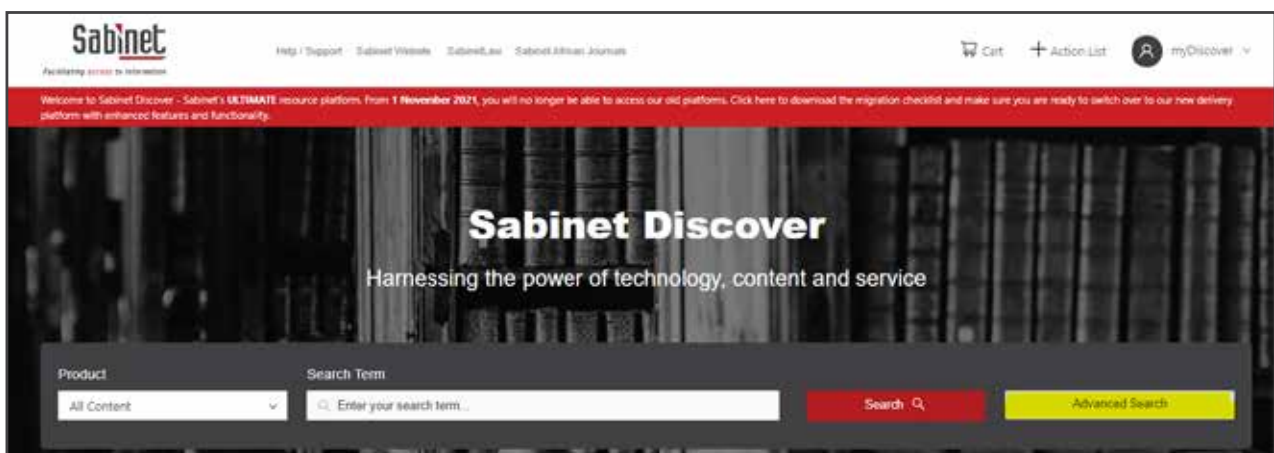 Sabinet
Facilitating access to information
Help / Support Sabinet Website SabinetLaw Sabinet African Journals
Cart Action List myDiscover
Welcome to Sabinet Discover - Sabinet's ULTIMATE resource platform. From 1 November 2021, you will no longer be able to access our old platforms. Click here to download the migration checklist and make sure you are ready to switch over to our new delivery
platform with enhanced features and functionality.
Sabinet Discover
Harnessing the power of technology, content and service
Product Search Term
All Content Enter your search term... Search Advanced Search